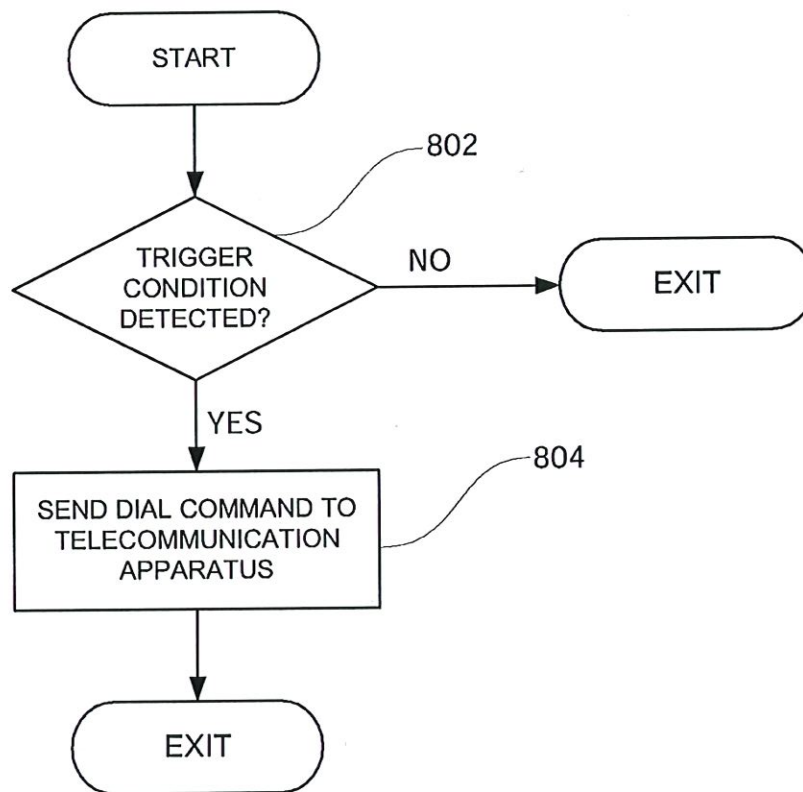 START
802
TRIGGER
CONDITION
DETECTED?
NO
EXIT
YES
804
SEND DIAL COMMAND TO
TELECOMMUNICATION
APPARATUS
EXIT